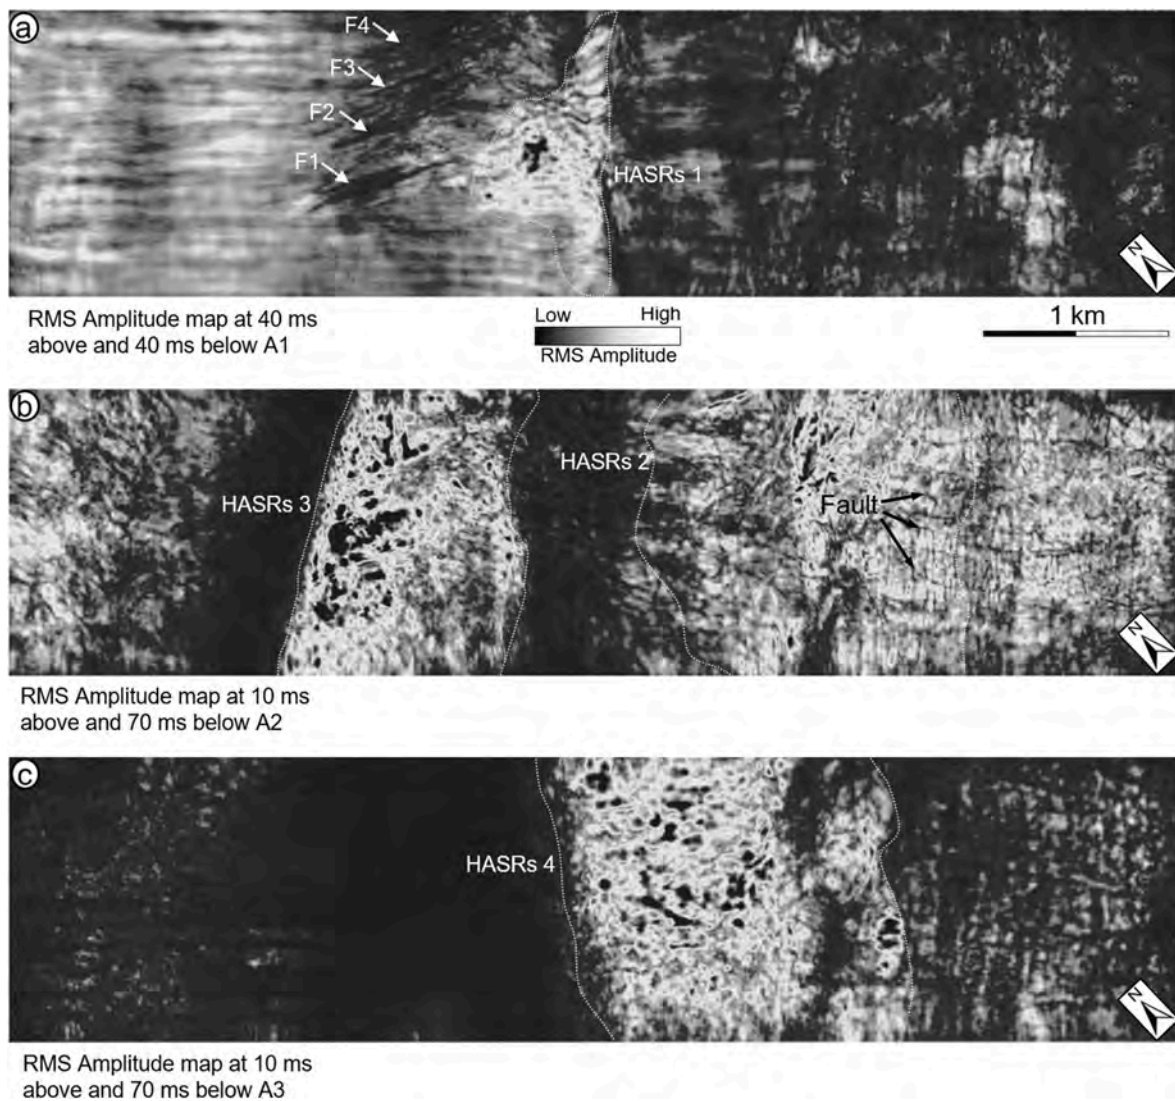 a
F4
F3
F2
F1
HASRs 1
N
RMS Amplitude map at 40 ms
above and 40 ms below A1
Low High
RMS Amplitude
1 km
b
HASRs 2
HASRs 3
Fault
N
RMS Amplitude map at 10 ms
above and 70 ms below A2
c
HASRs 4
N
RMS Amplitude map at 10 ms
above and 70 ms below A3